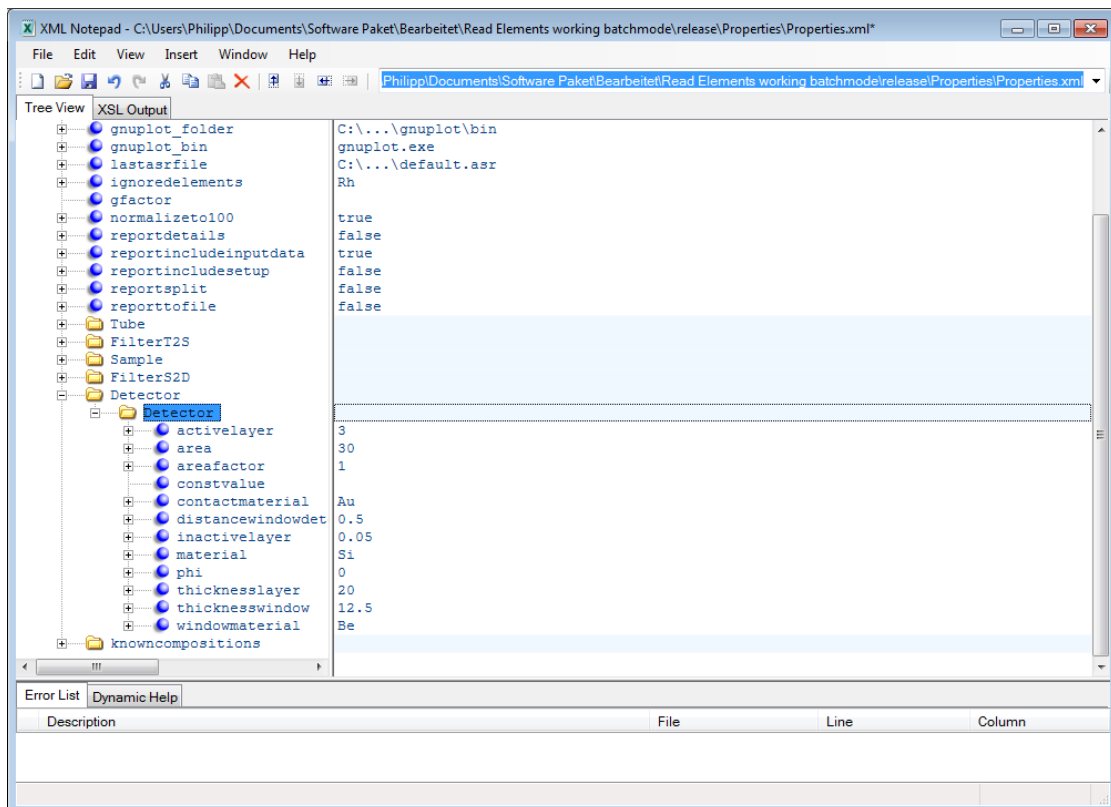 XML Notepad - C:\Users\Philipp\Documents\Software Paket\Bearbeitet\Read Elements working batchmode\release\Properties\Properties.xml*
File Edit View Insert Window Help
Philipp\Documents\Software Paket\Bearbeitet\Read Elements working batchmode\release\Properties\Properties.xml
Tree View XSL Output
gnuplot_folder C:\...\gnuplot\bin
gnuplot_bin gnuplot.exe
lastasrfile C:\...\default.asr
ignoredelements Rh
gfactor
normalizeto100 true
reportdetails false
reportincludeinputdata true
reportincludesetup false
reportsplit false
reporttofile false
Tube
FilterT2S
Sample
FilterS2D
Detector
Detector
activelayer 3
area 30
areafactor 1
constvalue
contactmaterial Au
distancewindowdet 0.5
inactivelayer 0.05
material Si
phi 0
thicknesslayer 20
thicknesswindow 12.5
windowmaterial Be
knowncompositions
Error List Dynamic Help
Description File Line Column